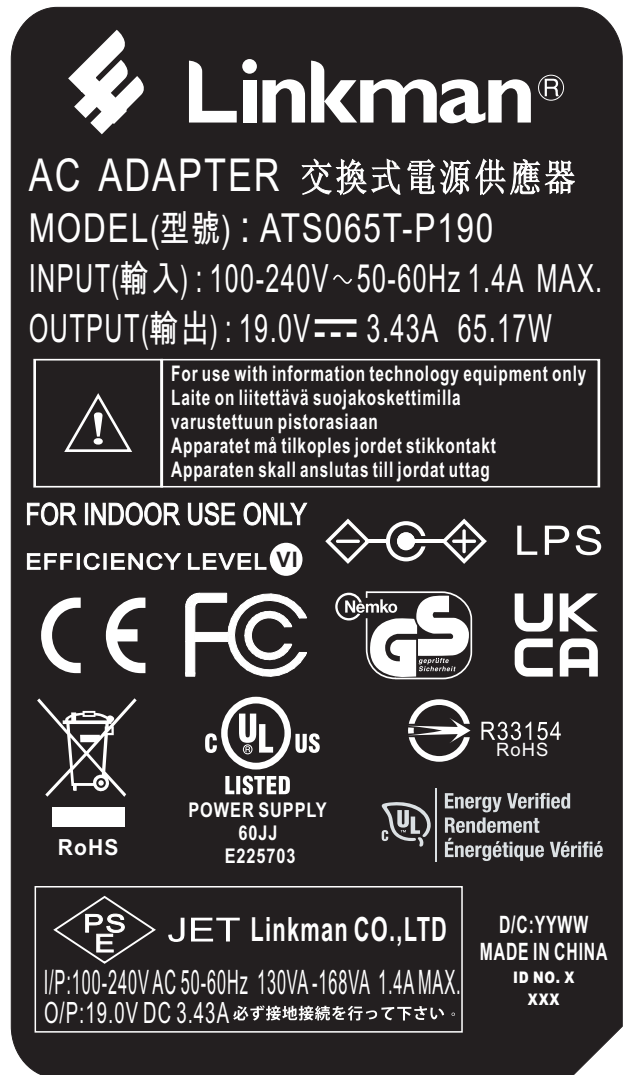 Linkman®
AC ADAPTER 交換式電源供應器
MODEL(型號) : ATS065T-P190
INPUT(輸入) : 100-240V～50-60Hz 1.4A MAX.
OUTPUT(輸出) : 19.0V⎓ 3.43A 65.17W
!
For use with information technology equipment only
Laite on liitettävä suojakoskettimilla
varustettuun pistorasiaan
Apparatet må tilkoples jordet stikkontakt
Apparaten skall anslutas till jordat uttag
FOR INDOOR USE ONLY
EFFICIENCY LEVEL VI
LPS
CE
FC
Nemko
GS
geprüfte
Sicherheit
UK
CA
RoHS
c UL ® US
LISTED
POWER SUPPLY
60JJ
E225703
R33154
RoHS
c UL ™
Energy Verified
Rendement
Énergétique Vérifié
PS
E
JET Linkman CO.,LTD
I/P:100-240V AC 50-60Hz 130VA-168VA 1.4A MAX.
O/P:19.0V DC 3.43A 必ず接地接続を行って下さい。
D/C:YYWW
MADE IN CHINA
ID NO. X
XXX